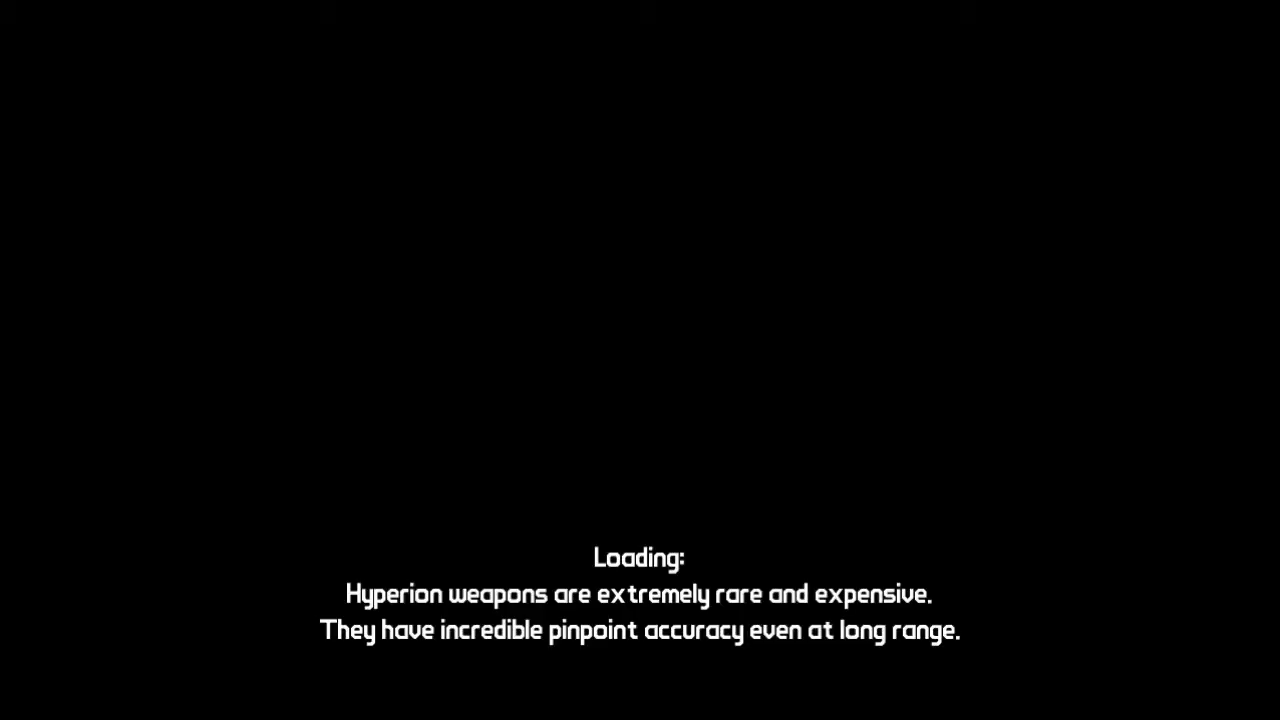 Loading:
Hyperion weapons are extremely rare and expensive.
They have incredible pinpoint accuracy even at long range.